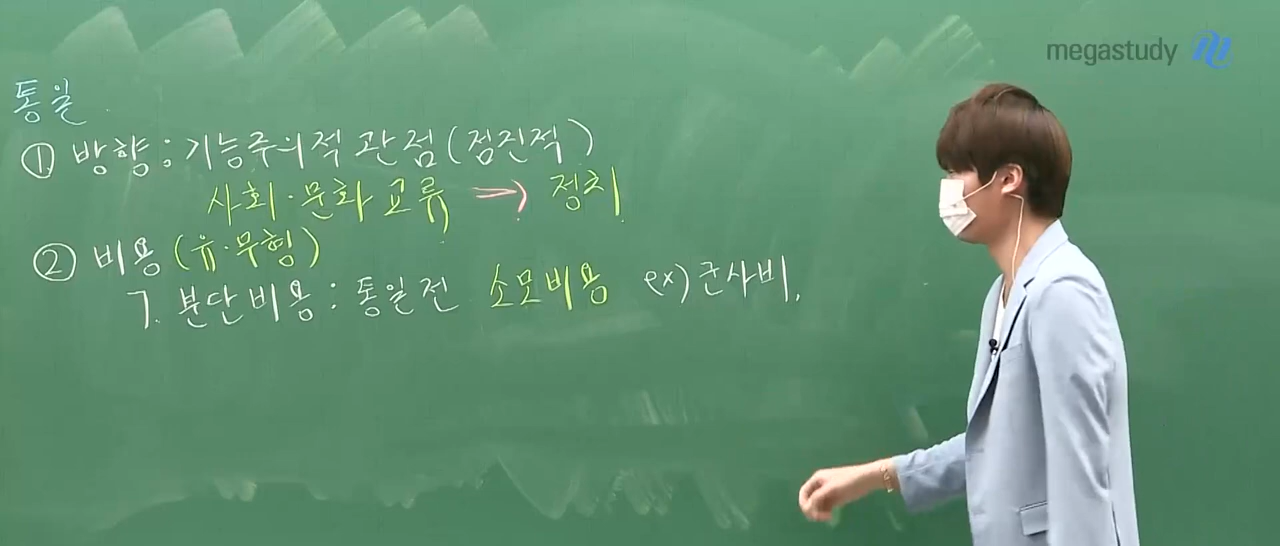 megastudy
통일
① 방향 : 기능주의적 관점 (점진적)
사회·문화 교류 → 정치
② 비용 (유·무형)
ㄱ. 분단비용 : 통일전 소모비용 ex) 군사비,